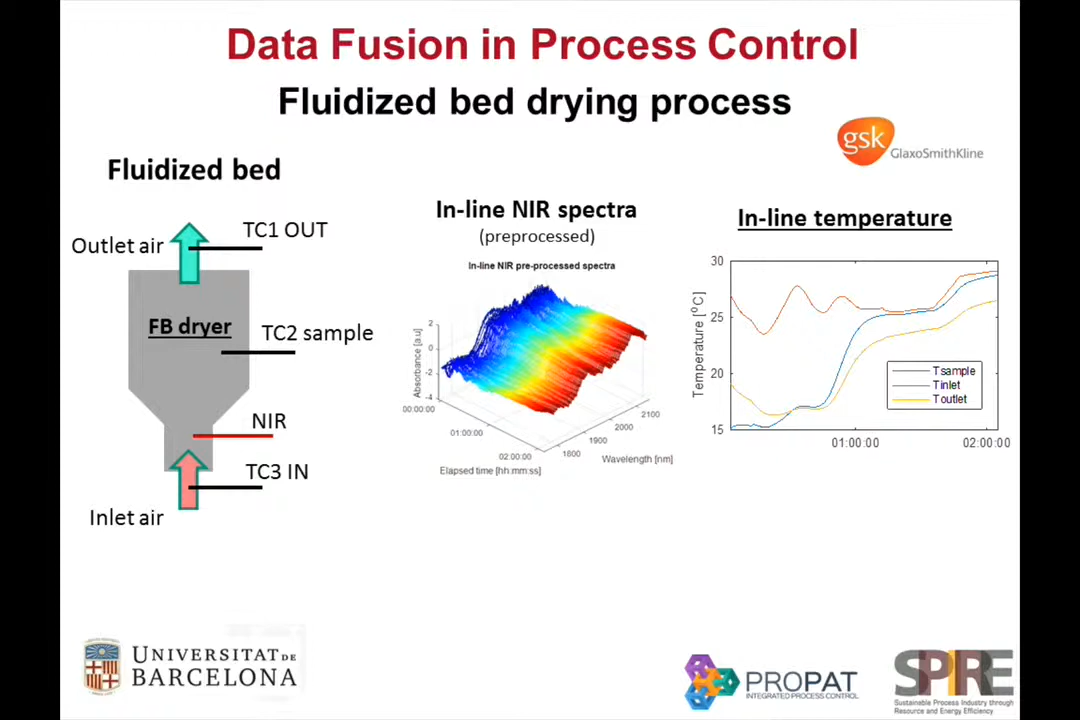 Data Fusion in Process Control
Fluidized bed drying process
gsk
GlaxoSmithKline
Fluidized bed
TC1 OUT
Outlet air
FB dryer
TC2 sample
NIR
TC3 IN
Inlet air
In-line NIR spectra
(preprocessed)
In-line NIR pre-processed spectra
Absorbance [a.u]
2
0
-2
-4
00:00:00
01:00:00
02:00:00
Elapsed time [hh:mm:ss]
1800
1900
2000
2100
Wavelength [nm]
In-line temperature
Temperature [°C]
30
25
20
15
01:00:00
02:00:00
Tsample
Tinlet
Toutlet
UNIVERSITAT DE
BARCELONA
PROPAT
INTEGRATED PROCESS CONTROL
SPIRE
Sustainable Process Industry through
Resource and Energy Efficiency